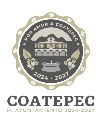 2024 - 2027
COATEPEC
H. AYUNTAMIENTO 2024-2027